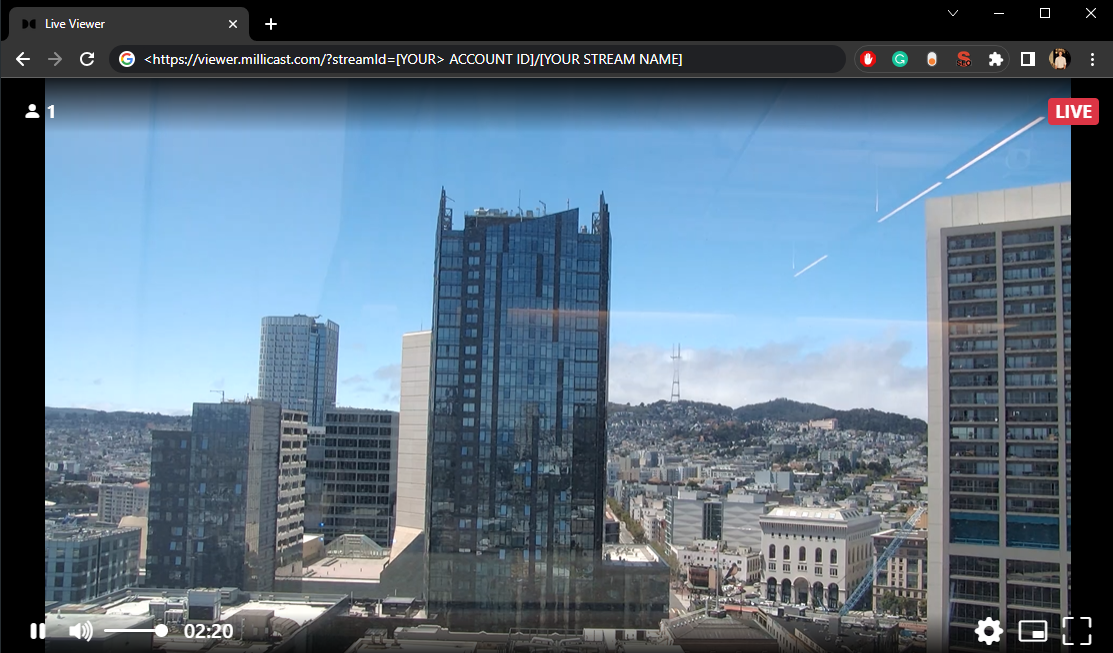 Live Viewer
<https://viewer.millicast.com/?streamId=[YOUR> ACCOUNT ID]/[YOUR STREAM NAME]
1
LIVE
02:20